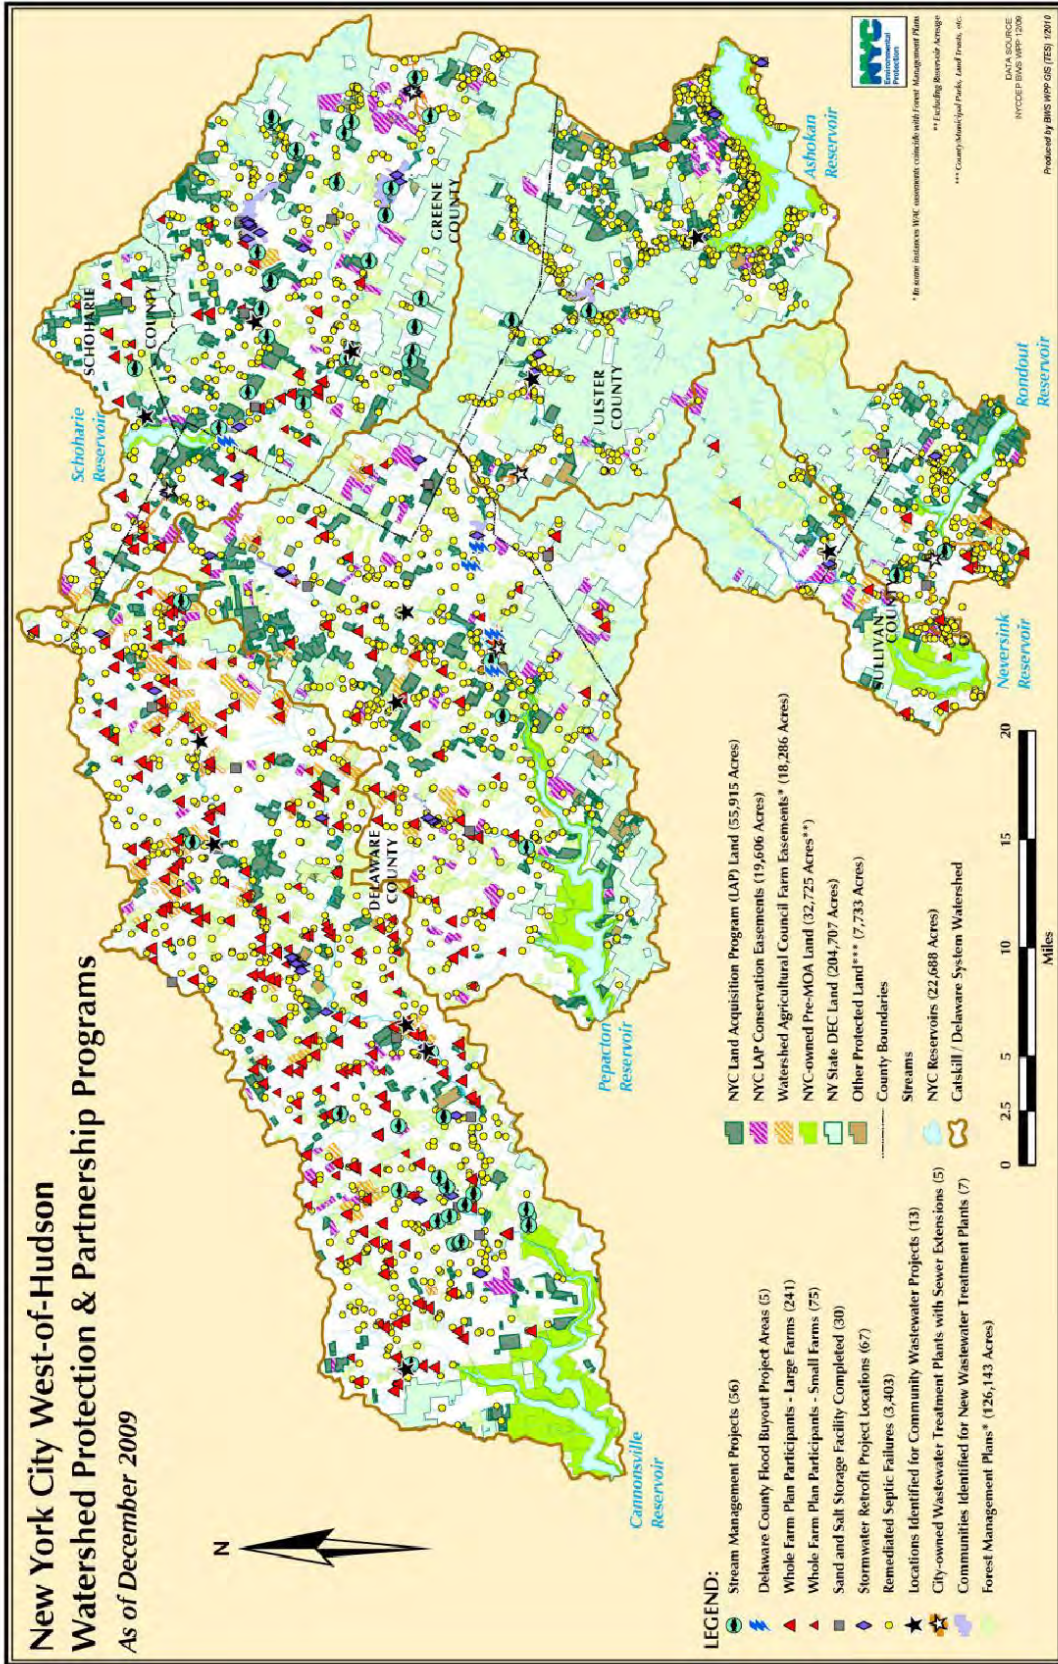 New York City West-of-Hudson
Watershed Protection & Partnership Programs
As of December 2009
N
Cannonsville
Reservoir
Pepacton
Reservoir
Schoharie
Reservoir
Neversink
Reservoir
Rondout
Reservoir
Ashokan
Reservoir
DELAWARE
COUNTY
SCHOHARIE
COUNTY
GREENE
COUNTY
ULSTER
COUNTY
SULLIVAN
COUNTY
LEGEND:
Stream Management Projects (56)
Delaware County Flood Buyout Project Areas (5)
Whole Farm Plan Participants - Large Farms (241)
Whole Farm Plan Participants - Small Farms (75)
Sand and Salt Storage Facility Completed (30)
Stormwater Retrofit Project Locations (67)
Remediated Septic Failures (3,403)
Locations Identified for Community Wastewater Projects (13)
City-owned Wastewater Treatment Plants with Sewer Extensions (5)
Communities Identified for New Wastewater Treatment Plants (7)
Forest Management Plans* (126,143 Acres)
NYC Land Acquisition Program (LAP) Land (55,915 Acres)
NYC LAP Conservation Easements (19,606 Acres)
Watershed Agricultural Council Farm Easements* (18,286 Acres)
NYC-owned Pre-MOA Land (32,725 Acres**)
NY State DEC Land (204,707 Acres)
Other Protected Land*** (7,733 Acres)
County Boundaries
Streams
NYC Reservoirs (22,688 Acres)
Catskill / Delaware System Watershed
0 2.5 5 10 15 20
Miles
NYC
Environmental
Protection
* In some instances WAC easements coincide with Forest Management Plans
** Excluding Reservoir Acreage
*** County/Municipal Parks, Land Trusts, etc.
DATA SOURCE:
NYCDEP BWS WPP 12/09
Produced by BWS WPP GIS (TES) 1/2010